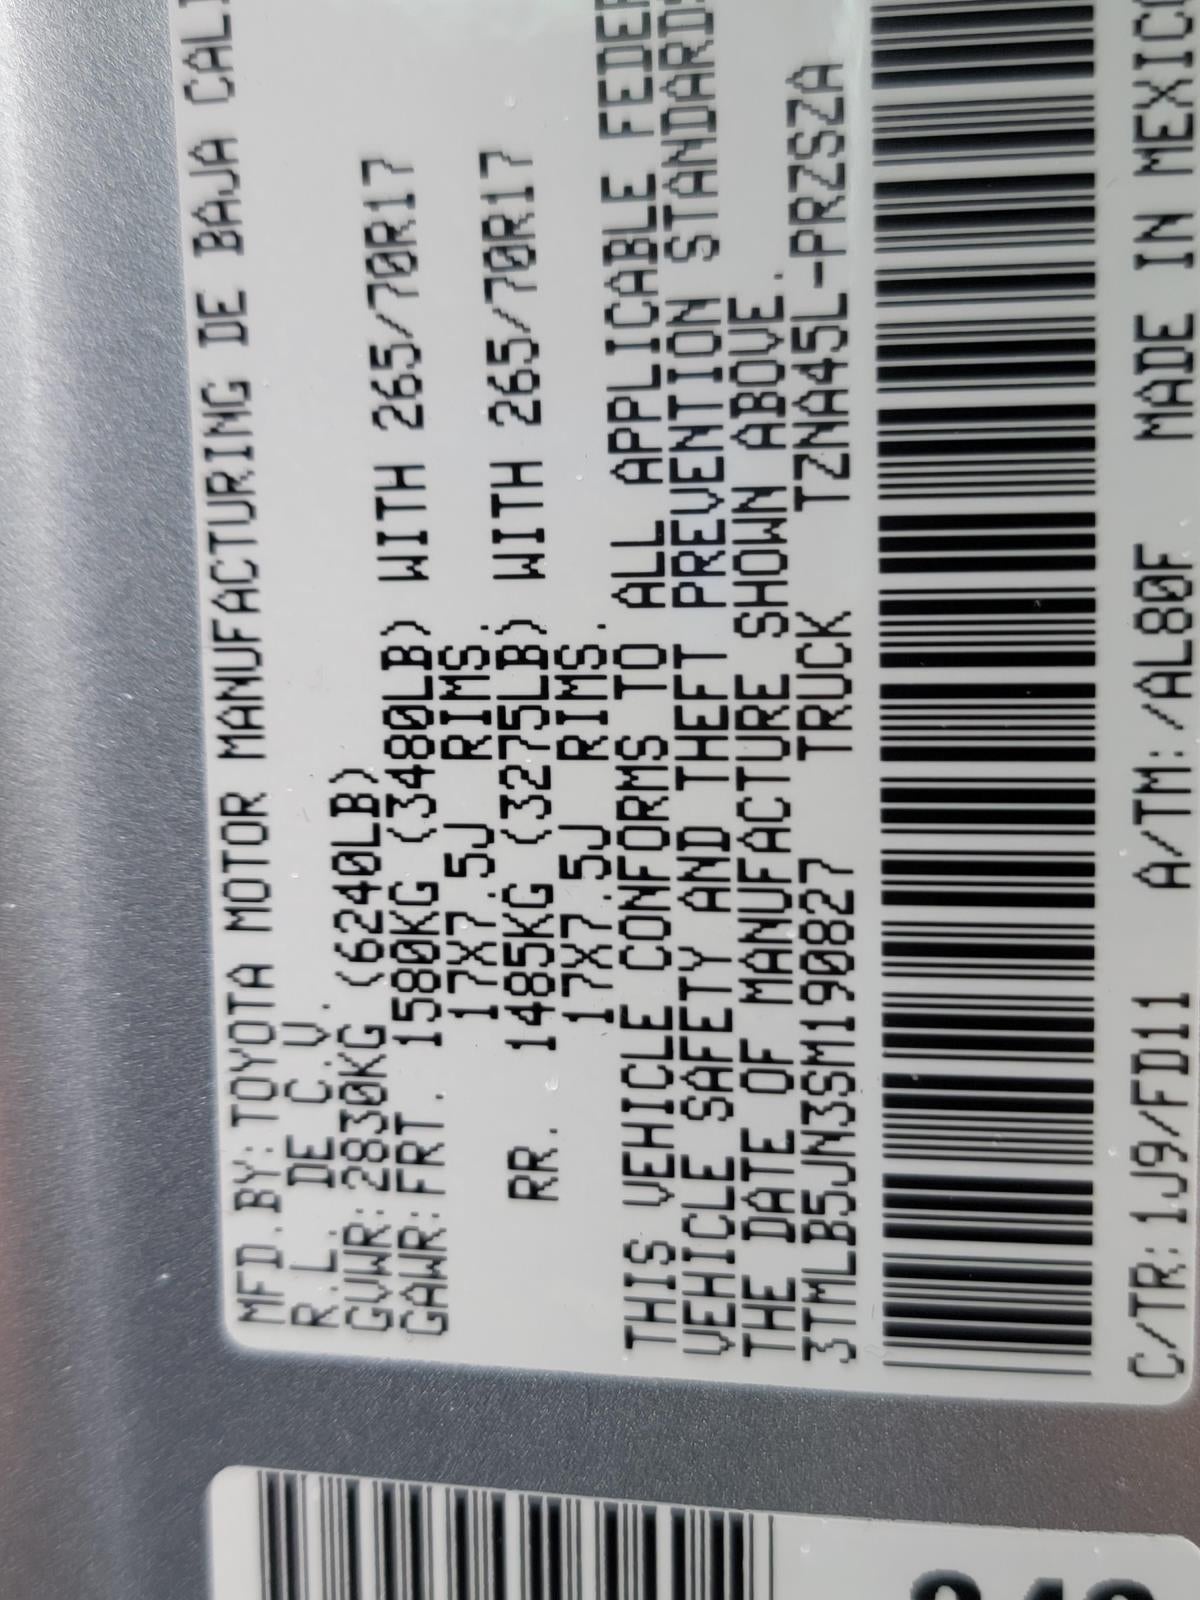 MFD.BY:TOYOTA MOTOR MANUFACTURING DE BAJA CALI
R.L. DE C.V.
GVWR:2830KG (6240LB)
GAWR:FRT. 1580KG (3480LB) WITH 265/70R17
17X7.5J RIMS.
RR. 1485KG (3275LB) WITH 265/70R17
17X7.5J RIMS.
THIS VEHICLE CONFORMS TO ALL APPLICABLE FEDER
VEHICLE SAFETY AND THEFT PREVENTION STANDARDS
THE DATE OF MANUFACTURE SHOWN ABOVE.
3TMLB5JN3SM190827 TRUCK TZNA45L-PRZSZA
C/TR:1J9/FD11 A/TM:/AL80F MADE IN MEXICO